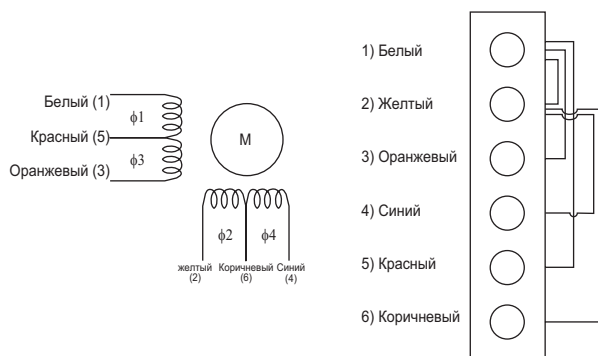 Белый (1)
ϕ1
Красный (5)
ϕ3
Оранжевый (3)
M
ϕ2
ϕ4
желтый
(2)
Коричневый
(6)
Синий
(4)
1) Белый
2) Желтый
3) Оранжевый
4) Синий
5) Красный
6) Коричневый